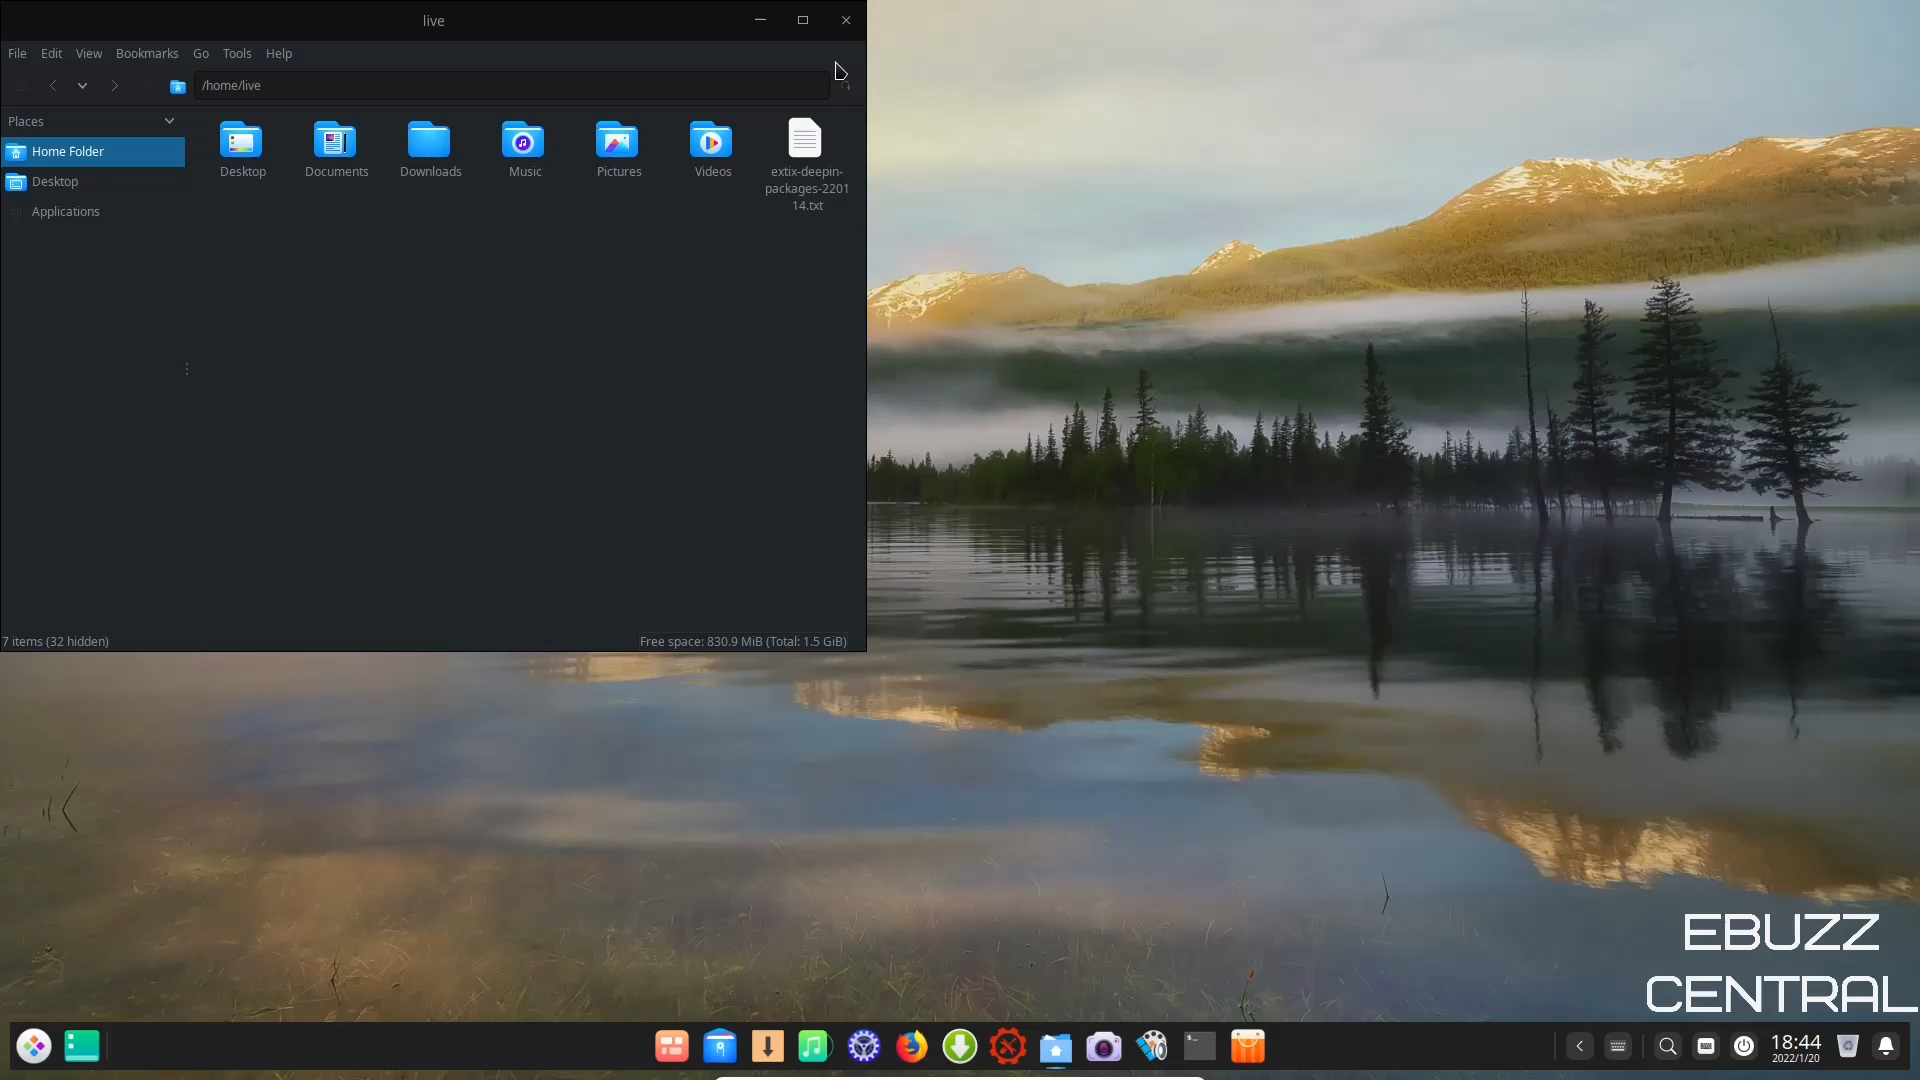 live
File Edit View Bookmarks Go Tools Help
/home/live
Places
Home Folder
Desktop
Applications
Desktop
Documents
Downloads
Music
Pictures
Videos
extix-deepin-
packages-2201
14.txt
7 items (32 hidden)
Free space: 830.9 MiB (Total: 1.5 GiB)
EBUZZ
CENTRAL
18:44
2022/1/20